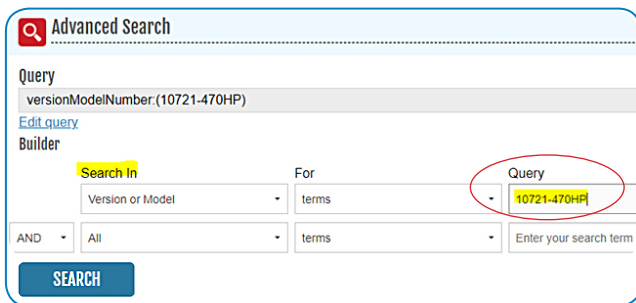 Advanced Search
Query
versionModelNumber:(10721-470HP)
Edit query
Builder
Search In For Query
Version or Model terms 10721-470HP
AND All terms Enter your search term
SEARCH